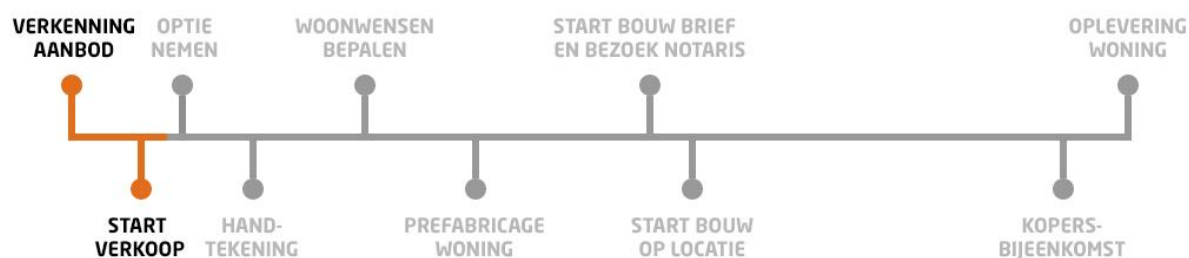 VERKENNING
AANBOD
OPTIE
NEMEN
WOONWENSEN
BEPALEN
START BOUW BRIEF
EN BEZOEK NOTARIS
OPLEVERING
WONING
START
VERKOOP
HAND-
TEKENING
PREFABRICAGE
WONING
START BOUW
OP LOCATIE
KOPERS-
BIJEENKOMST